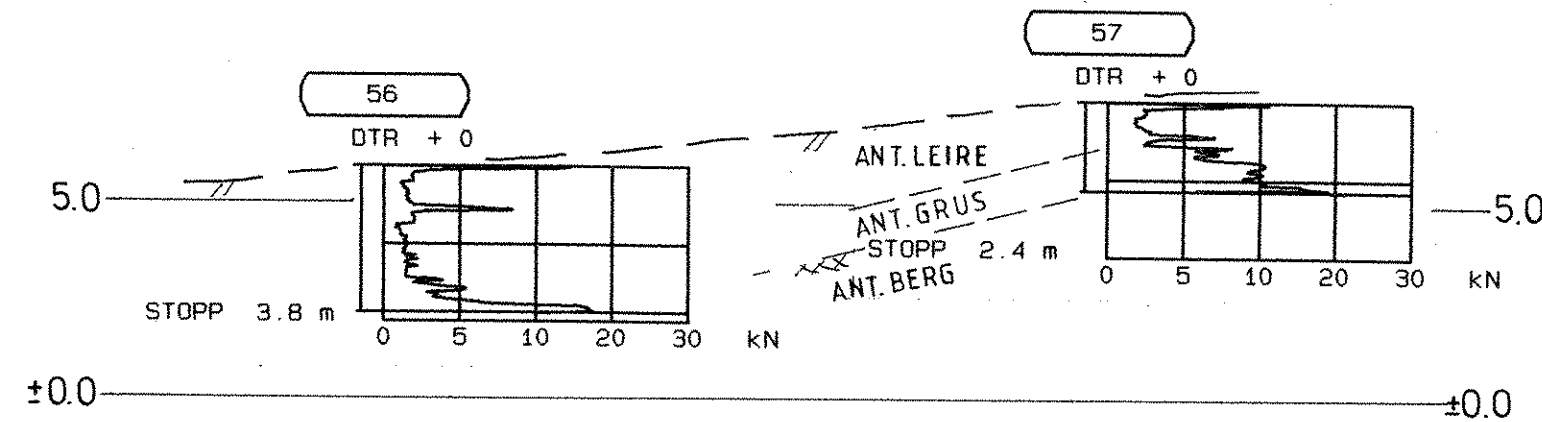 57
DTR + 0
56
DTR + 0
ANT. LEIRE
5.0
ANT. GRUS
5.0
STOPP 2.4 m
ANT. BERG
0 5 10 20 30 kN
STOPP 3.8 m
0 5 10 20 30 kN
±0.0
±0.0